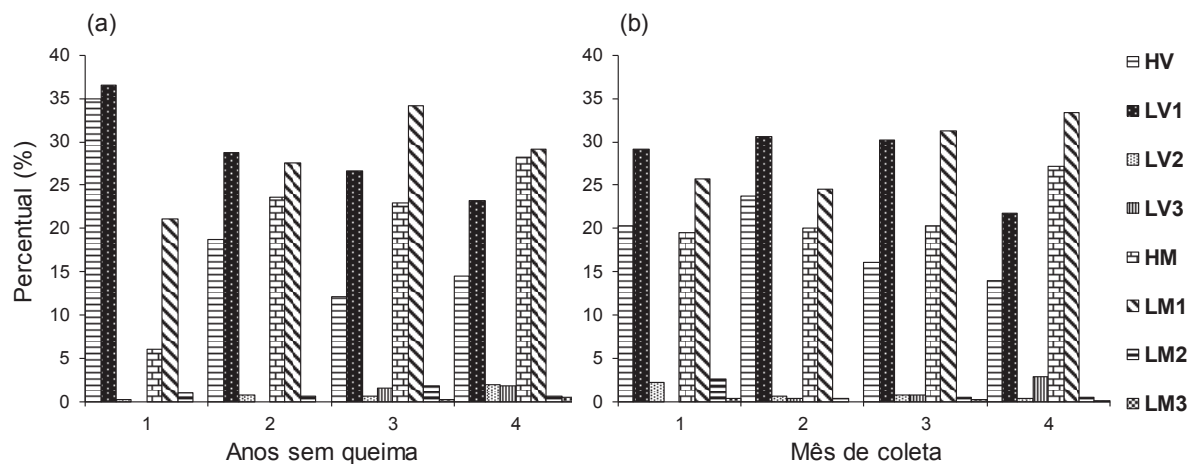 (a)
(b)
Percentual (%)
40
35
30
25
20
15
10
5
0
1 2 3 4
Anos sem queima
40
35
30
25
20
15
10
5
0
1 2 3 4
Mês de coleta
HV
LV1
LV2
LV3
HM
LM1
LM2
LM3